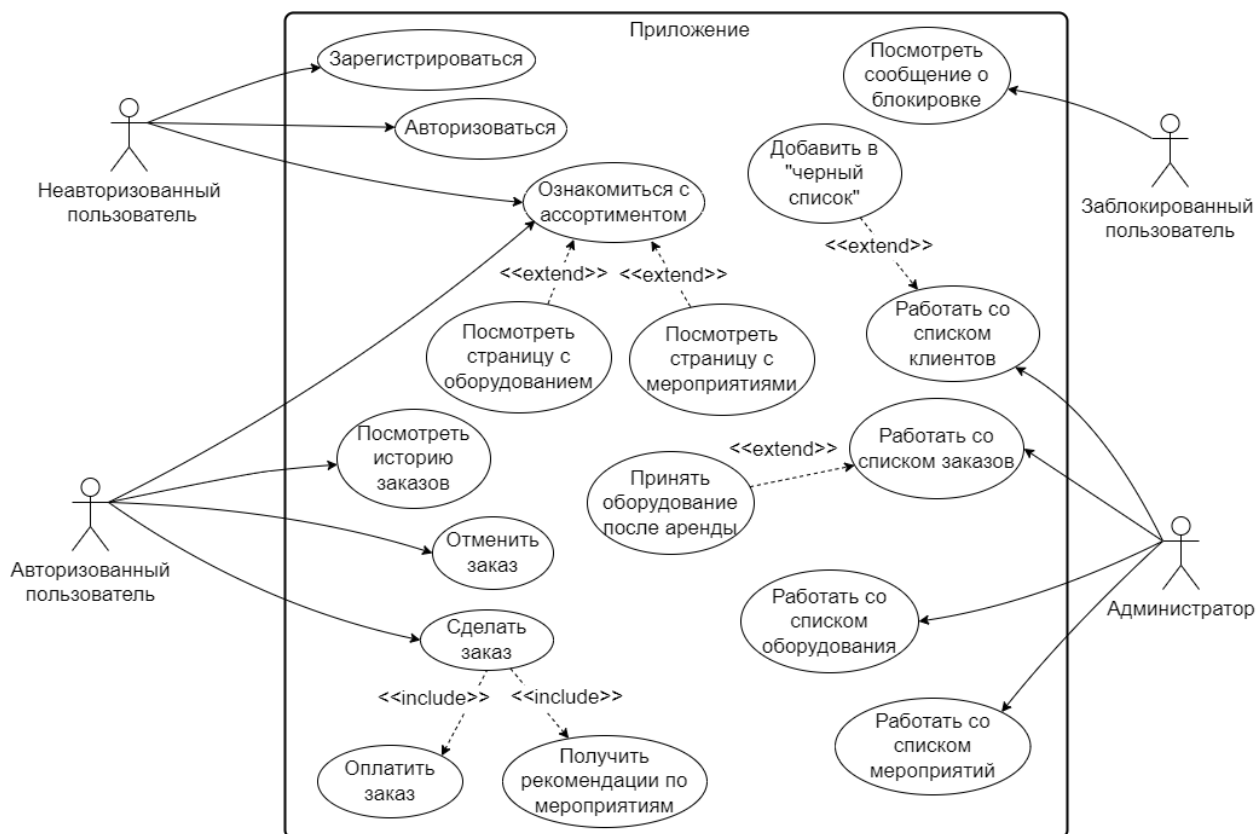 Приложение
Зарегистрироваться
Посмотреть
сообщение о
блокировке
Авторизоваться
Неавторизованный
пользователь
Добавить в
"черный
список"
Заблокированный
пользователь
Ознакомиться с
ассортиментом
<<extend>>
<<extend>>
<<extend>>
Посмотреть
страницу с
оборудованием
Посмотреть
страницу с
мероприятиями
Работать со
списком
клиентов
Посмотреть
историю
заказов
<<extend>>
Работать со
списком заказов
Принять
оборудование
после аренды
Авторизованный
пользователь
Отменить
заказ
Администратор
Работать со
списком
оборудования
Сделать
заказ
<<include>>
<<include>>
Оплатить
заказ
Получить
рекомендации по
мероприятиям
Работать со
списком
мероприятий